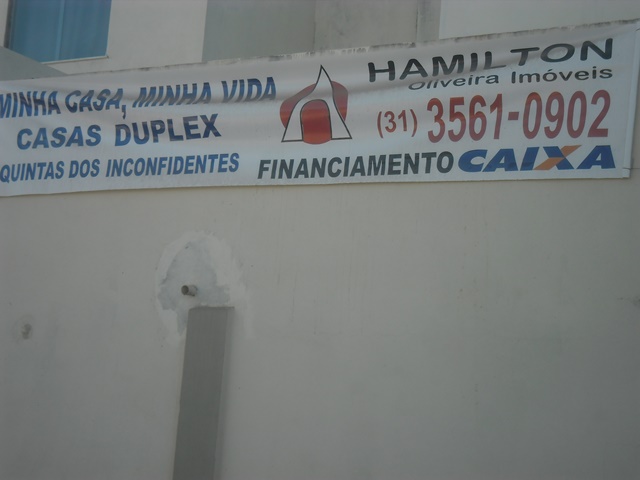 MINHA CASA, MINHA VIDA
CASAS DUPLEX
QUINTAS DOS INCONFIDENTES
HAMILTON
Oliveira Imóveis
(31) 3561-0902
FINANCIAMENTO CAIXA